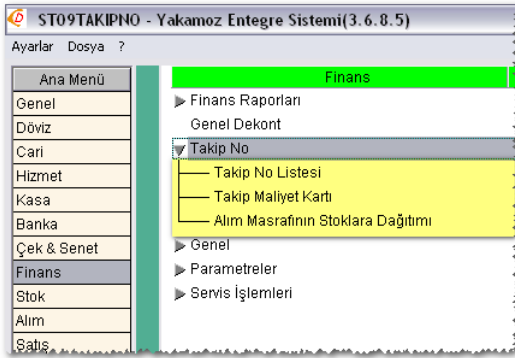 ST09TAKIPNO - Yakamoz Entegre Sistemi(3.6.8.5)
Ayarlar Dosya ?
Ana Menü
Genel
Döviz
Cari
Hizmet
Kasa
Banka
Çek & Senet
Finans
Stok
Alım
Satış
Finans
Finans Raporları
Genel Dekont
Takip No
Takip No Listesi
Takip Maliyet Kartı
Alım Masrafının Stoklara Dağıtımı
Genel
Parametreler
Servis İşlemleri